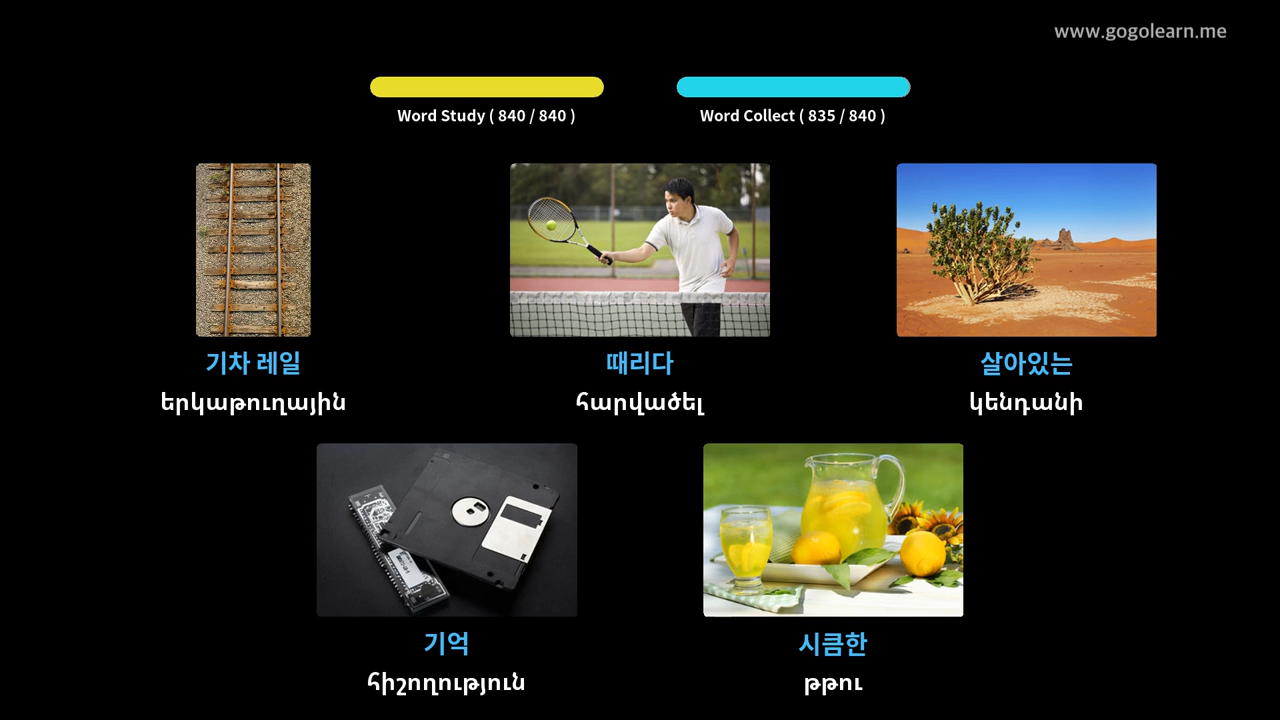 www.gogolearn.me
Word Study ( 840 / 840 )
Word Collect ( 835 / 840 )
기차 레일
երկաթուղային
때리다
հարվածել
살아있는
կենդանի
기억
հիշողություն
시큼한
թթու